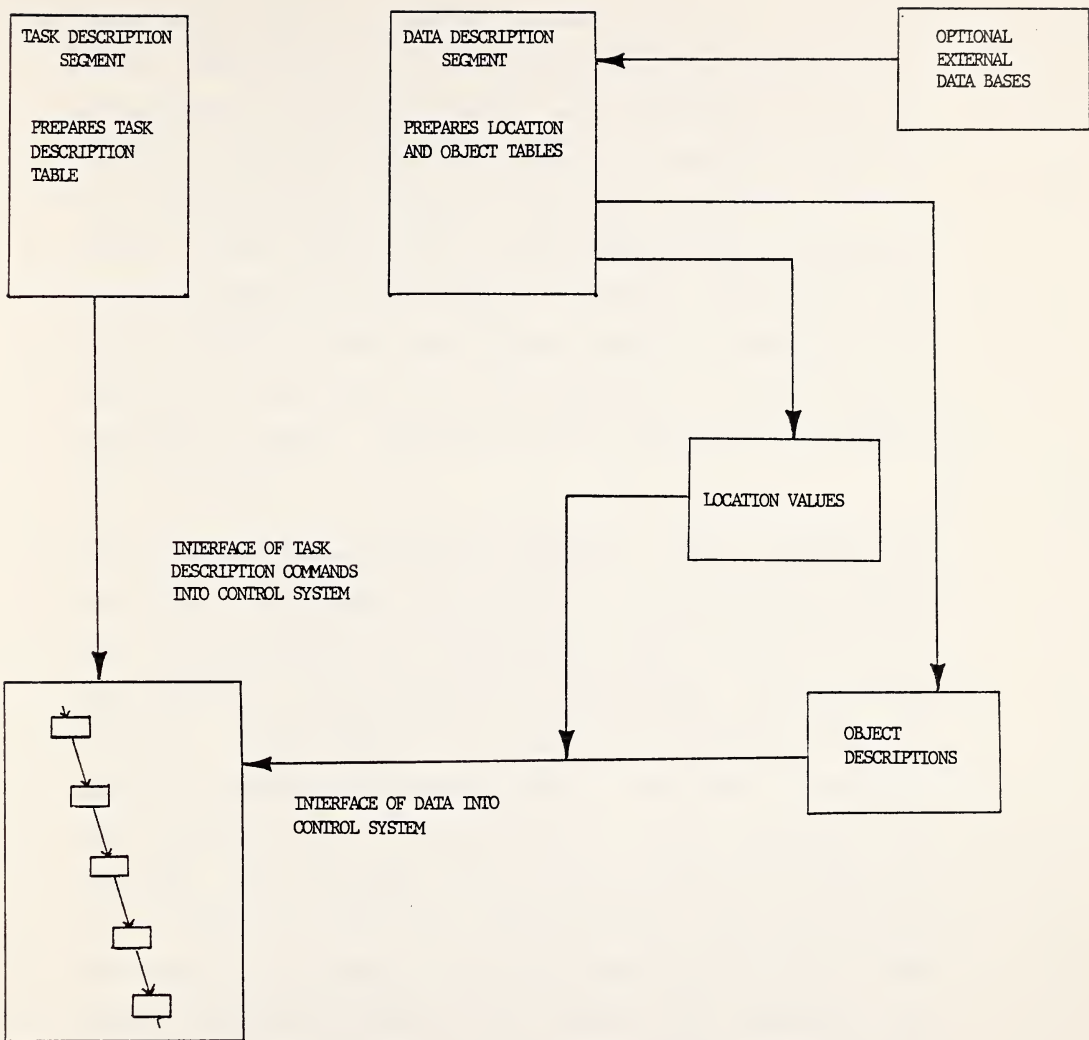 TASK DESCRIPTION
SEGMENT
PREPARES TASK
DESCRIPTION
TABLE
DATA DESCRIPTION
SEGMENT
PREPARES LOCATION
AND OBJECT TABLES
OPTIONAL
EXTERNAL
DATA BASES
LOCATION VALUES
INTERFACE OF TASK
DESCRIPTION COMMANDS
INTO CONTROL SYSTEM
OBJECT
DESCRIPTIONS
INTERFACE OF DATA INTO
CONTROL SYSTEM